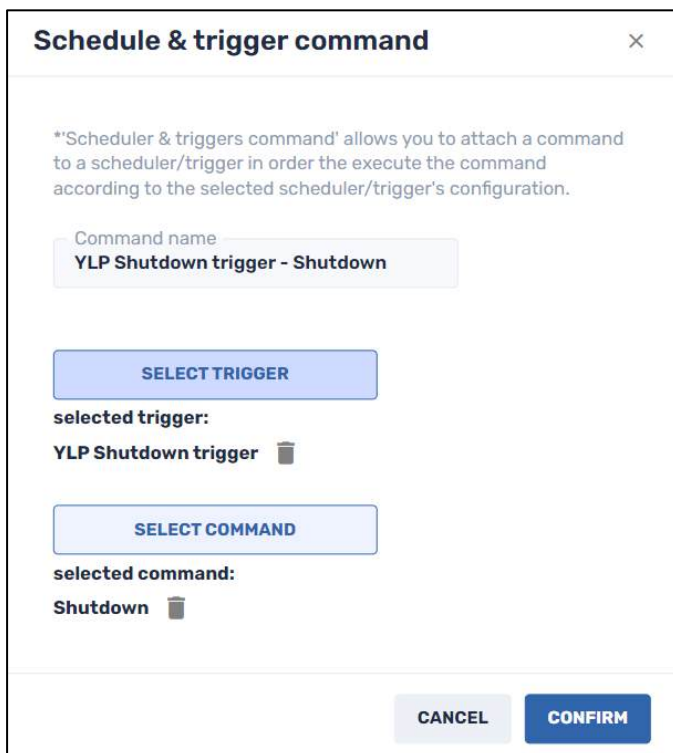 Schedule & trigger command
*'Scheduler & triggers command' allows you to attach a command
to a scheduler/trigger in order the execute the command
according to the selected scheduler/trigger's configuration.
Command name
YLP Shutdown trigger - Shutdown
SELECT TRIGGER
selected trigger:
YLP Shutdown trigger
SELECT COMMAND
selected command:
Shutdown
CANCEL CONFIRM